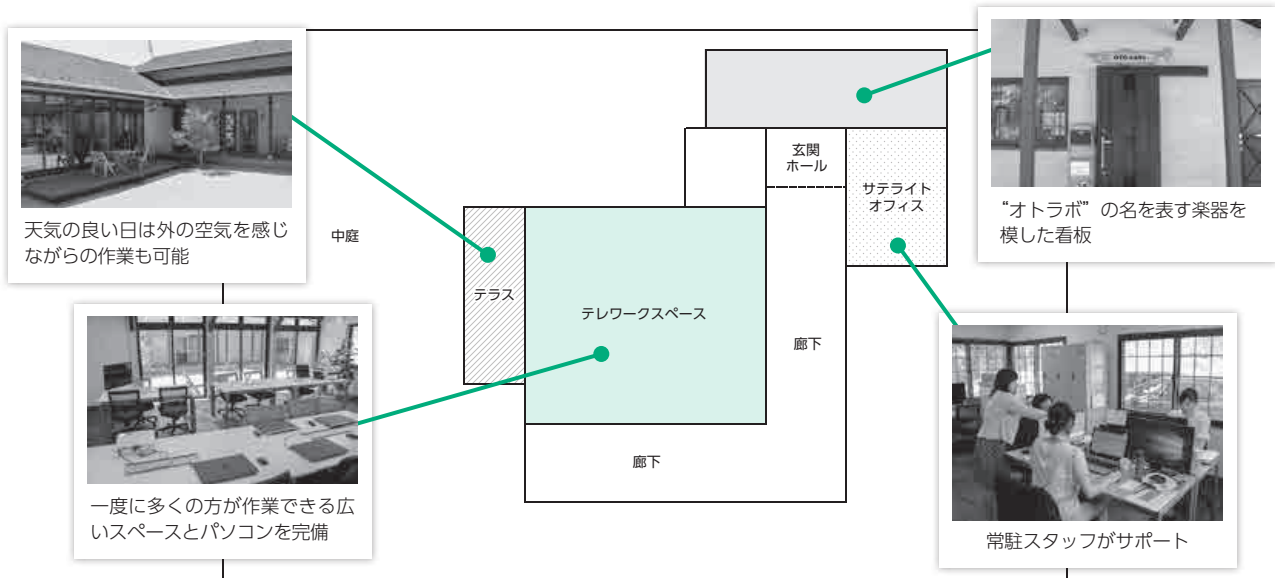 天気の良い日は外の空気を感じ
ながらの作業も可能
中庭
玄関
ホール
サテライト
オフィス
“オトラボ”の名を表す楽器を
模した看板
テラス
テレワークスペース
廊下
廊下
一度に多くの方が作業できる広
いスペースとパソコンを完備
常駐スタッフがサポート